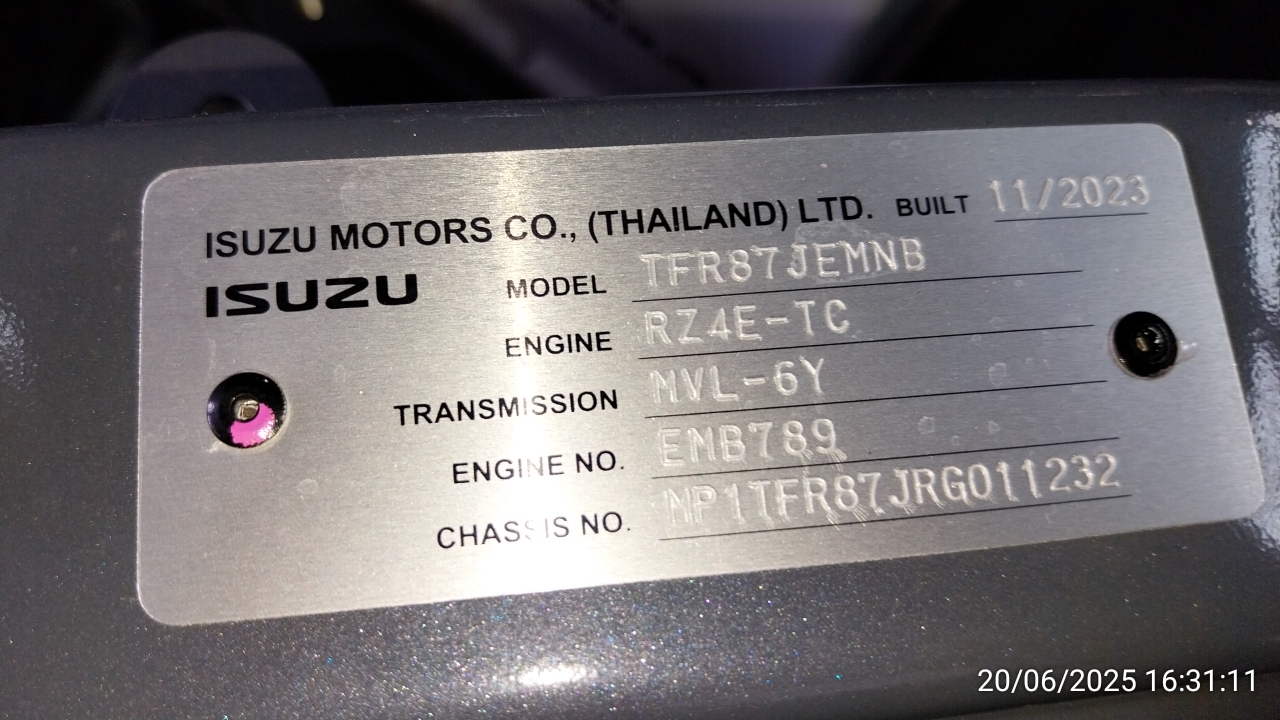 ISUZU MOTORS CO., (THAILAND) LTD. BUILT 11/2023
ISUZU MODEL TFR87JEMNB
ENGINE RZ4E-TC
TRANSMISSION MVL-6Y
ENGINE NO. EMB789
CHASSIS NO. MP1TFR87JRG011232
20/06/2025 16:31:11